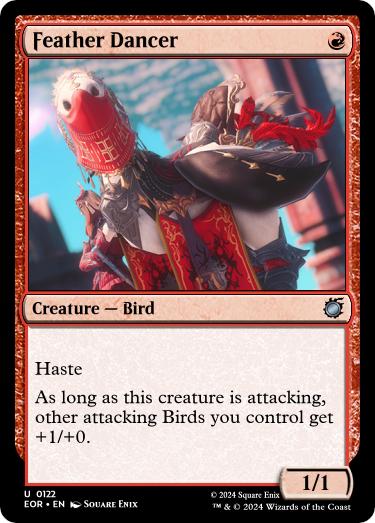 Feather Dancer
Creature — Bird
Haste
As long as this creature is attacking,
other attacking Birds you control get
+1/+0.
1/1
U 0122
EOR • EN SQUARE ENIX
© 2024 Square Enix
™ & © 2024 Wizards of the Coast